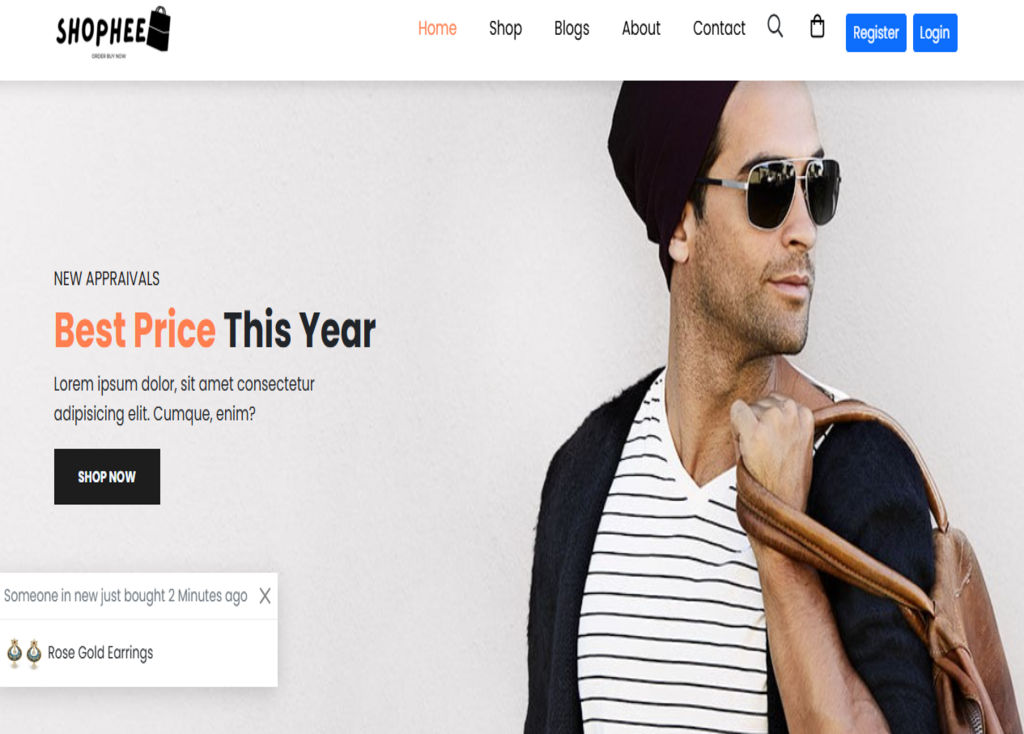 SHOPHEE
ORDER BUY NOW
Home Shop Blogs About Contact Register Login
NEW APPRAIVALS
Best Price This Year
Lorem ipsum dolor, sit amet consectetur
adipisicing elit. Cumque, enim?
SHOP NOW
Someone in new just bought 2 Minutes ago X
Rose Gold Earrings